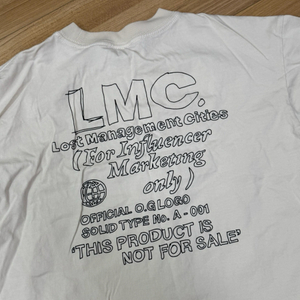 LMC.
Lost Management Cities
(For Influencer
Marketing
only)
OFFICIAL O.G LOGO
SOLID TYPE No. A-001
'THIS PRODUCT IS
NOT FOR SALE'